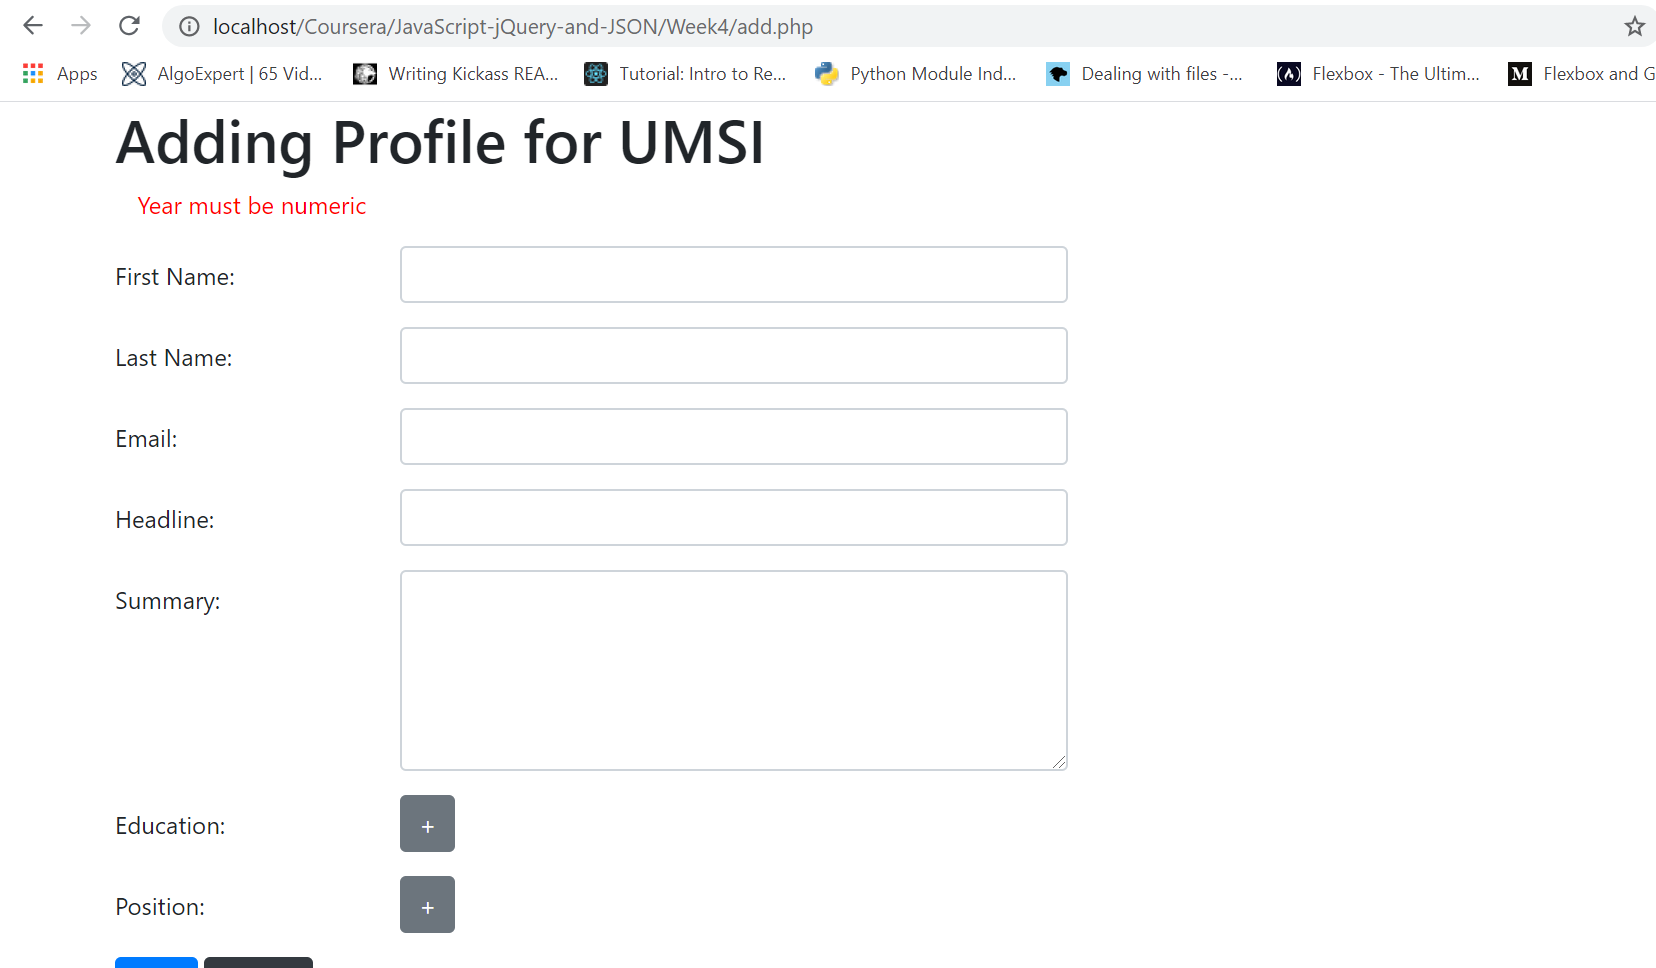 localhost/Coursera/JavaScript-jQuery-and-JSON/Week4/add.php
Apps AlgoExpert | 65 Vid... Writing Kickass REA... Tutorial: Intro to Re... Python Module Ind... Dealing with files -... Flexbox - The Ultim... M Flexbox and G
Adding Profile for UMSI
Year must be numeric
First Name:
Last Name:
Email:
Headline:
Summary:
Education: +
Position: +